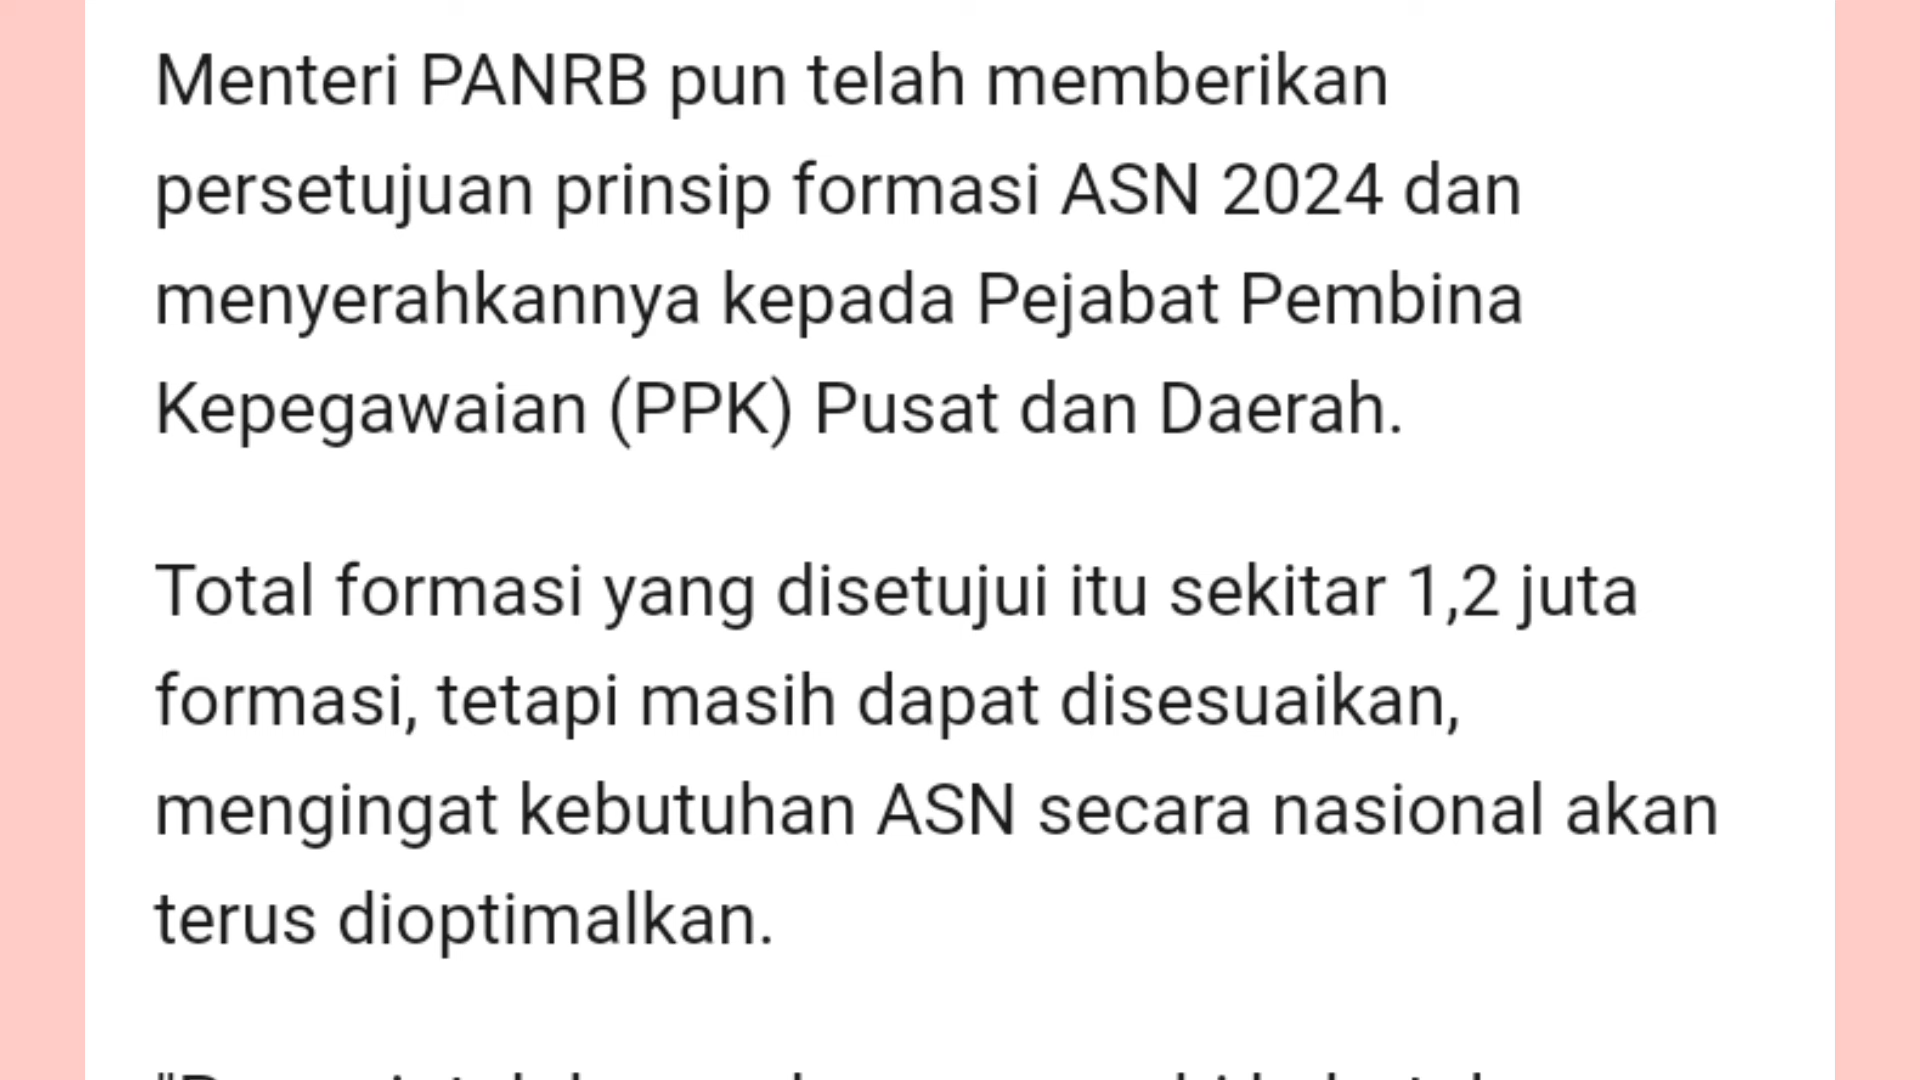 Menteri PANRB pun telah memberikan
persetujuan prinsip formasi ASN 2024 dan
menyerahkannya kepada Pejabat Pembina
Kepegawaian (PPK) Pusat dan Daerah.
Total formasi yang disetujui itu sekitar 1,2 juta
formasi, tetapi masih dapat disesuaikan,
mengingat kebutuhan ASN secara nasional akan
terus dioptimalkan.